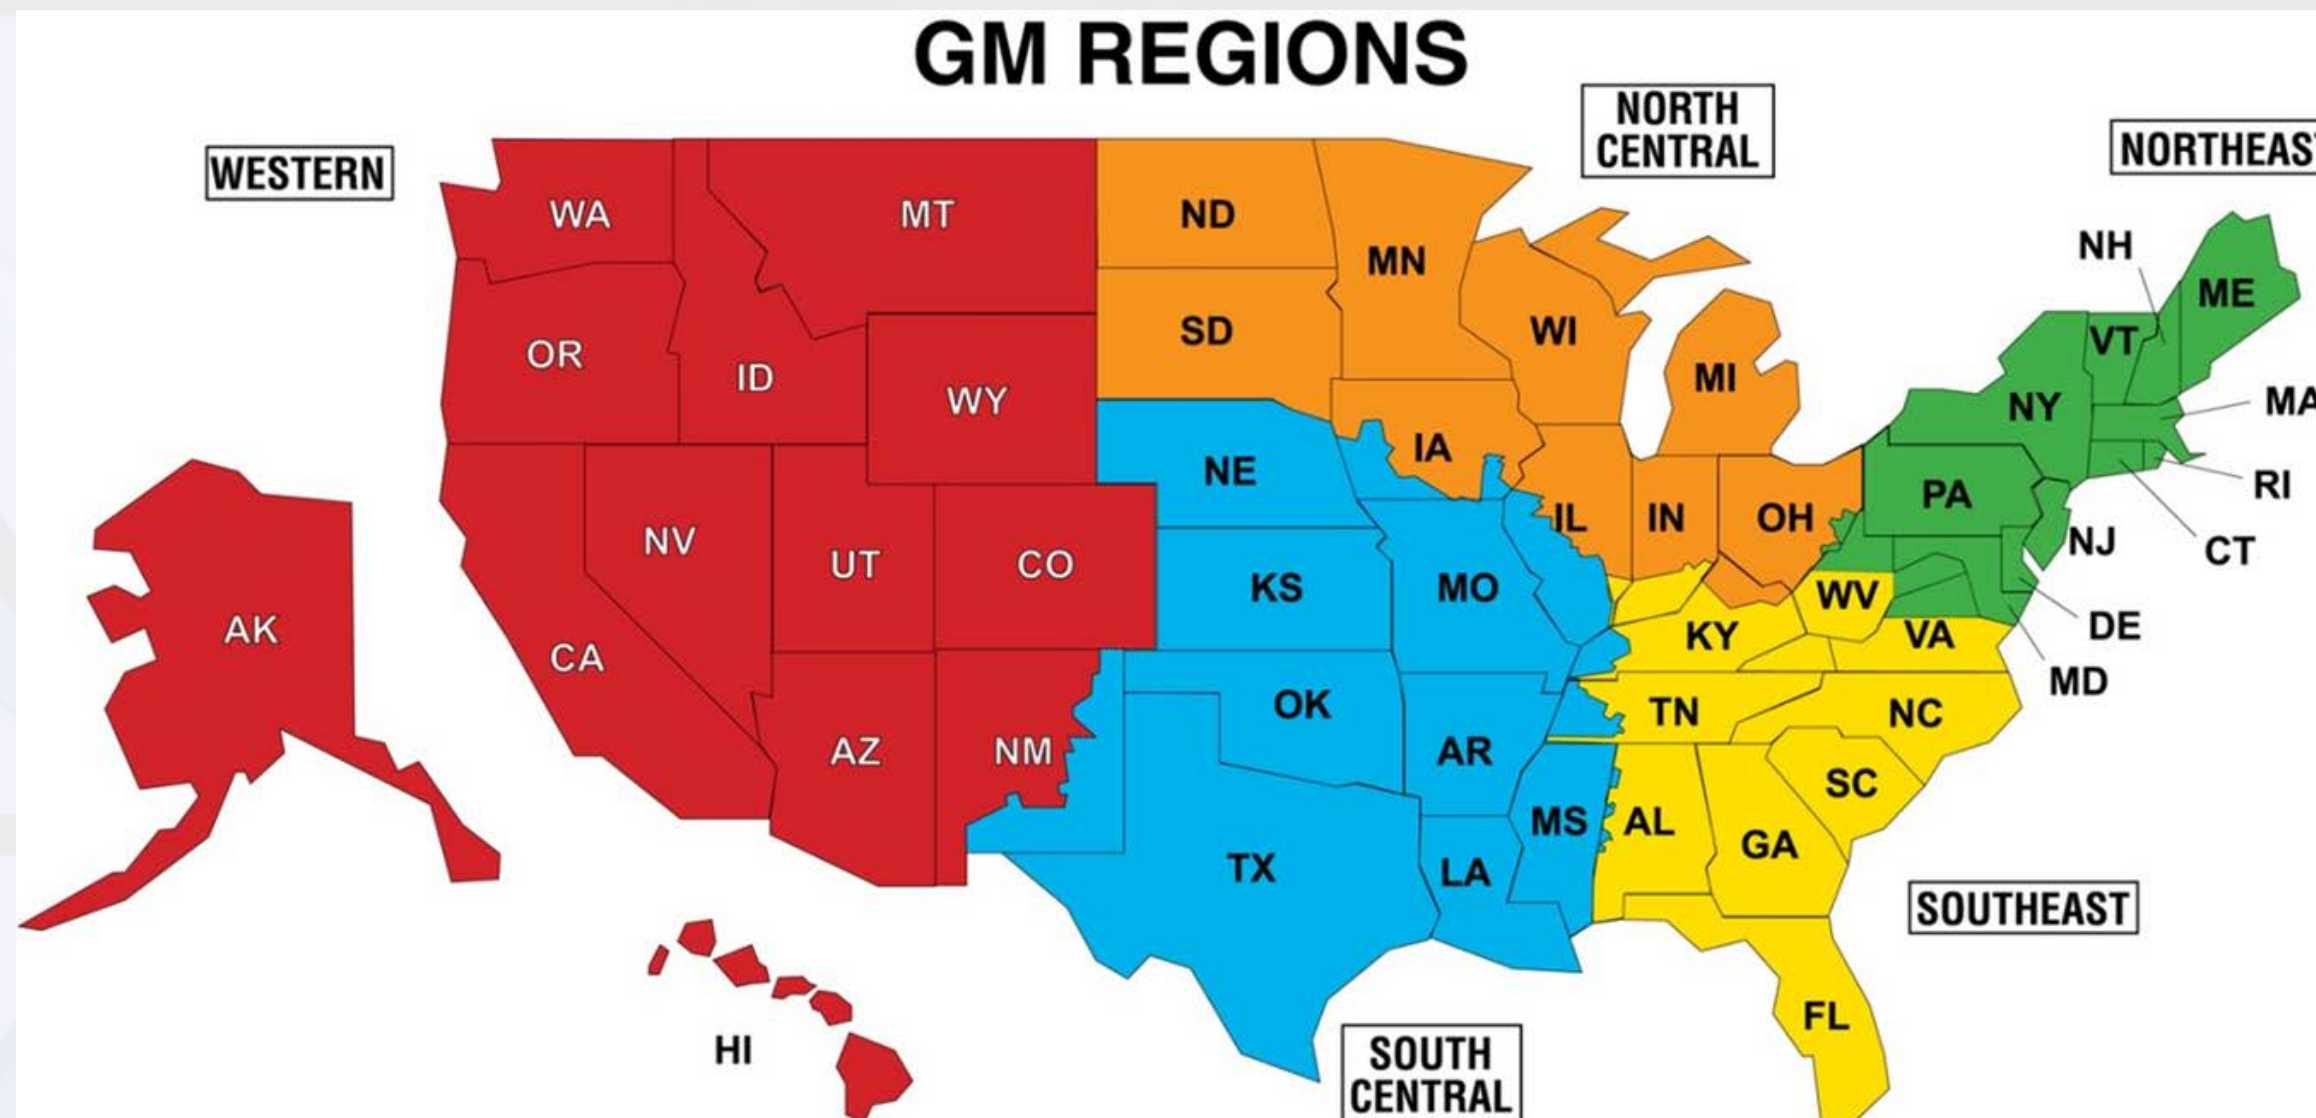 GM REGIONS
NORTH
CENTRAL
NORTHEAST
WESTERN
WA
MT
ND
MN
NH
ME
SD
WI
VT
OR
ID
WY
MI
NY
MA
NE
IA
RI
PA
NV
UT
CO
IL
IN
OH
NJ
CT
AK
CA
KS
MO
WV
DE
KY
VA
MD
AZ
NM
OK
AR
TN
NC
SC
MS
AL
GA
TX
LA
SOUTHEAST
FL
HI
SOUTH
CENTRAL